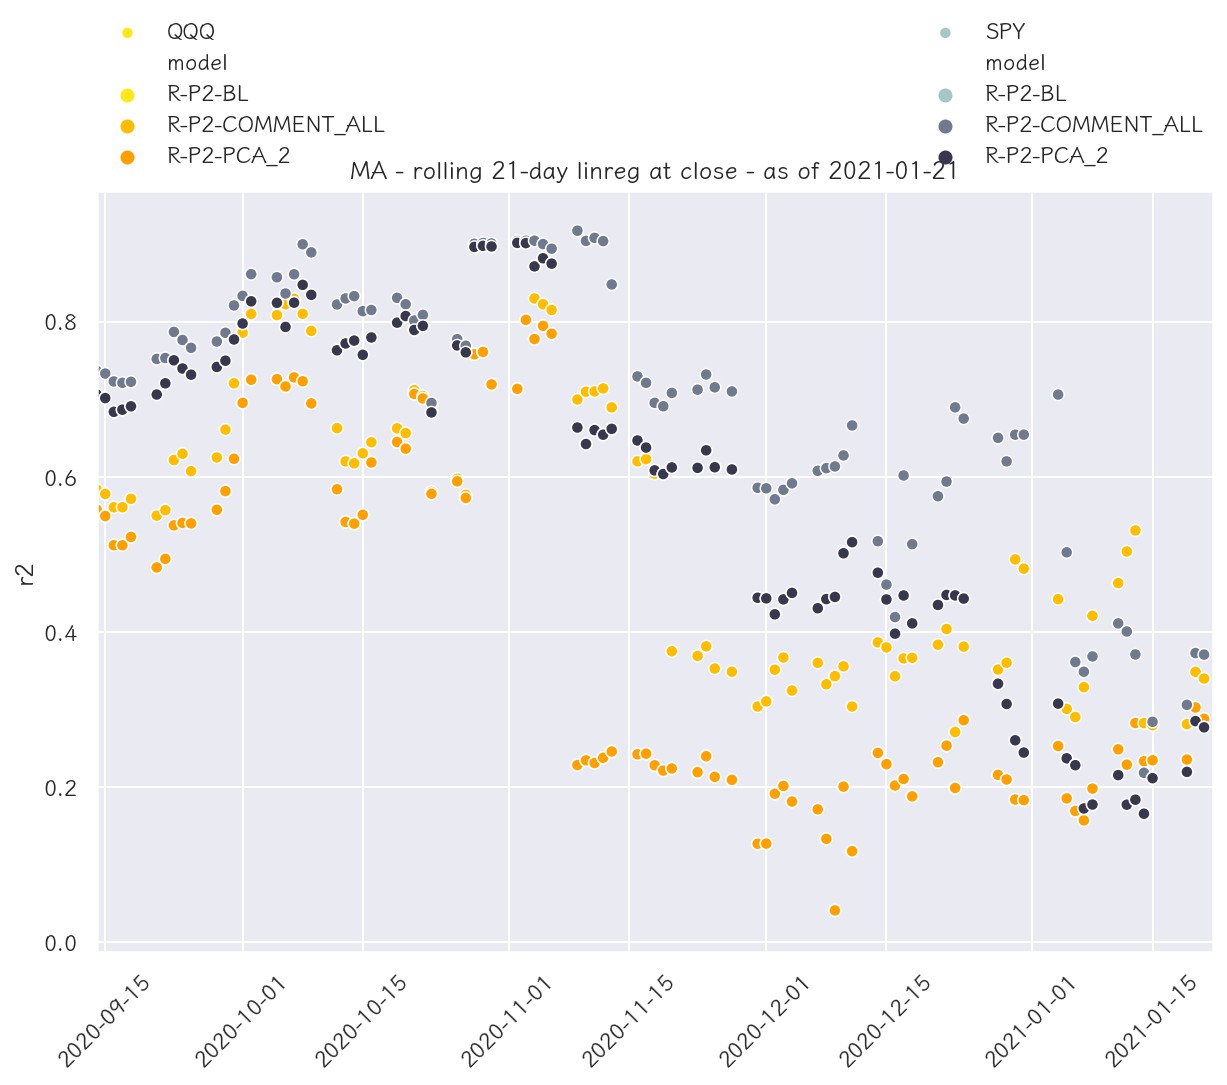 QQQ
model
R-P2-BL
R-P2-COMMENT_ALL
R-P2-PCA_2
SPY
model
R-P2-BL
R-P2-COMMENT_ALL
R-P2-PCA_2
MA - rolling 21-day linreg at close - as of 2021-01-21
r2
0.8
0.6
0.4
0.2
0.0
2020-09-15
2020-10-01
2020-10-15
2020-11-01
2020-11-15
2020-12-01
2020-12-15
2021-01-01
2021-01-15